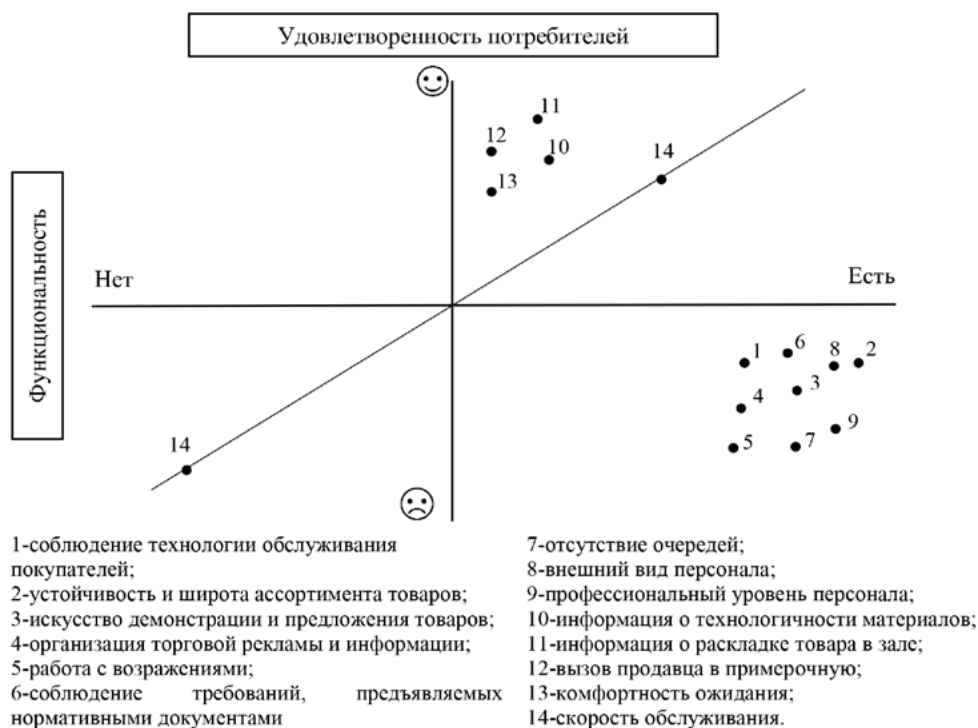 Удовлетворенность потребителей
11
12
10
14
13
Функциональность
Нет
Есть
1
6
8
2
4
3
5
7
9
14
1-соблюдение технологии обслуживания
покупателей;
2-устойчивость и широта ассортимента товаров;
3-искусство демонстрации и предложения товаров;
4-организация торговой рекламы и информации;
5-работа с возражениями;
6-соблюдение требований, предъявляемых
нормативными документами
7-отсутствие очередей;
8-внешний вид персонала;
9-профессиональный уровень персонала;
10-информация о технологичности материалов;
11-информация о раскладке товара в зале;
12-вызов продавца в примерочную;
13-комфортность ожидания;
14-скорость обслуживания.